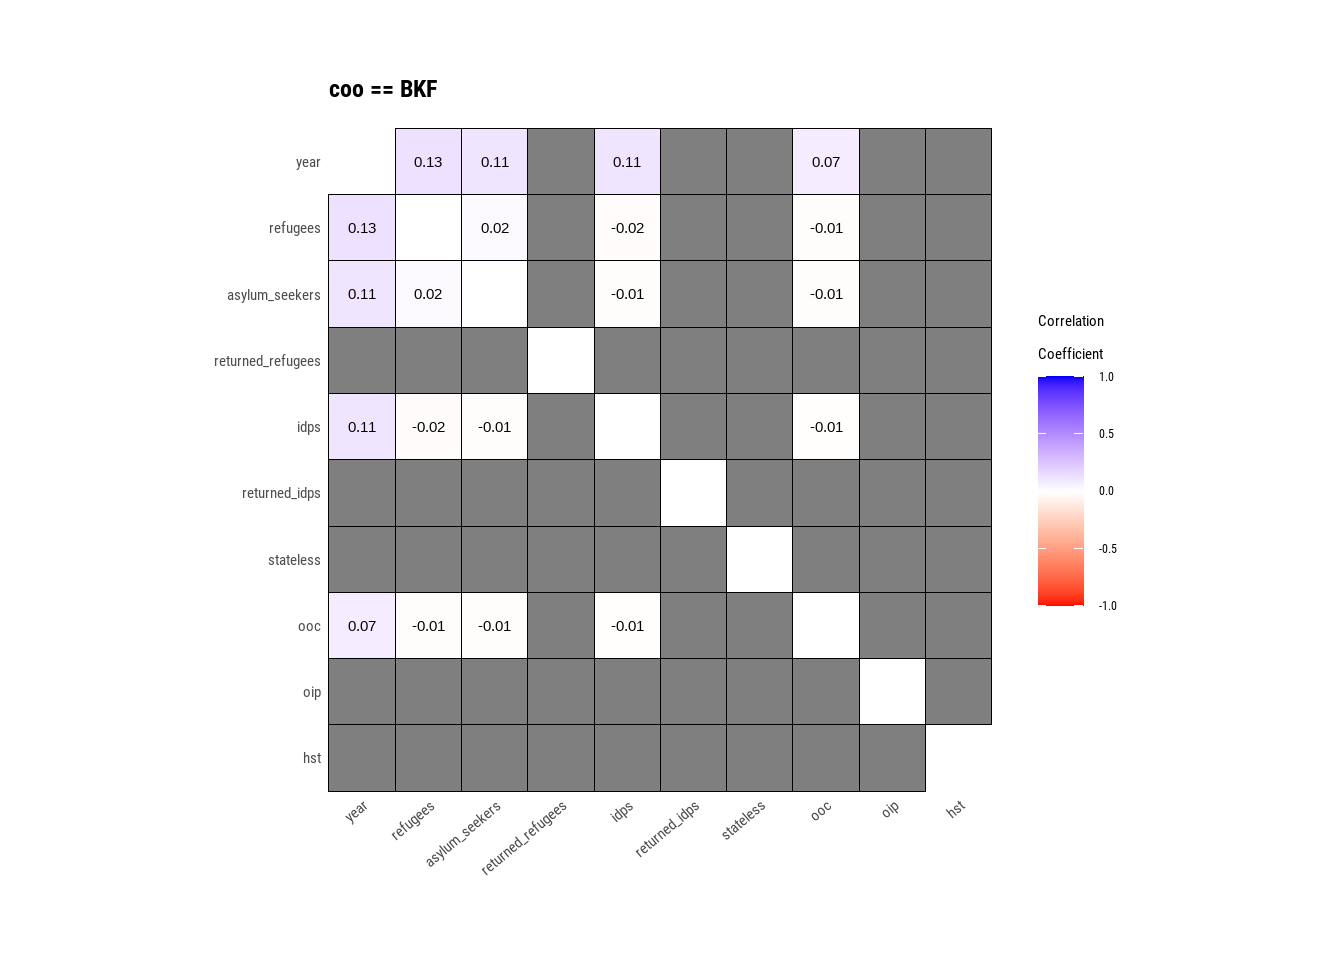 coo == BKF
year 0.13 0.11 0.11 0.07
refugees 0.13 0.02 -0.02 -0.01
asylum_seekers 0.11 0.02 -0.01 -0.01
returned_refugees
idps 0.11 -0.02 -0.01 -0.01
returned_idps
stateless
ooc 0.07 -0.01 -0.01 -0.01
oip
hst
year refugees asylum_seekers returned_refugees idps returned_idps stateless ooc oip hst
Correlation
Coefficient
1.0
0.5
0.0
-0.5
-1.0